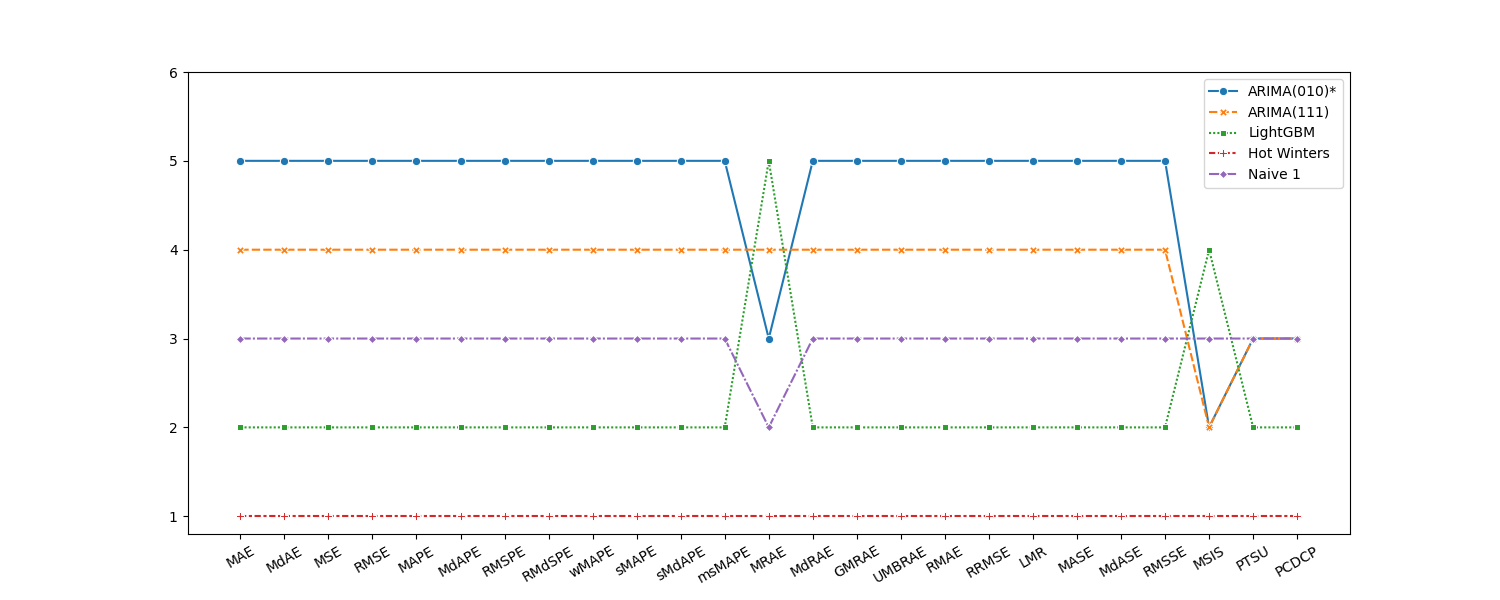 6
5
4
3
2
1
ARIMA(010)*
ARIMA(111)
LightGBM
Hot Winters
Naive 1
MAE MdAE MSE RMSE MAPE MdAPE RMSPE RMdSPE wMAPE sMAPE sMdAPE msMAPE MRAE MdRAE GMRAE UMBRAE RMAE RRMSE LMR MASE MdASE RMSSE MSIS PTSU PCDCP